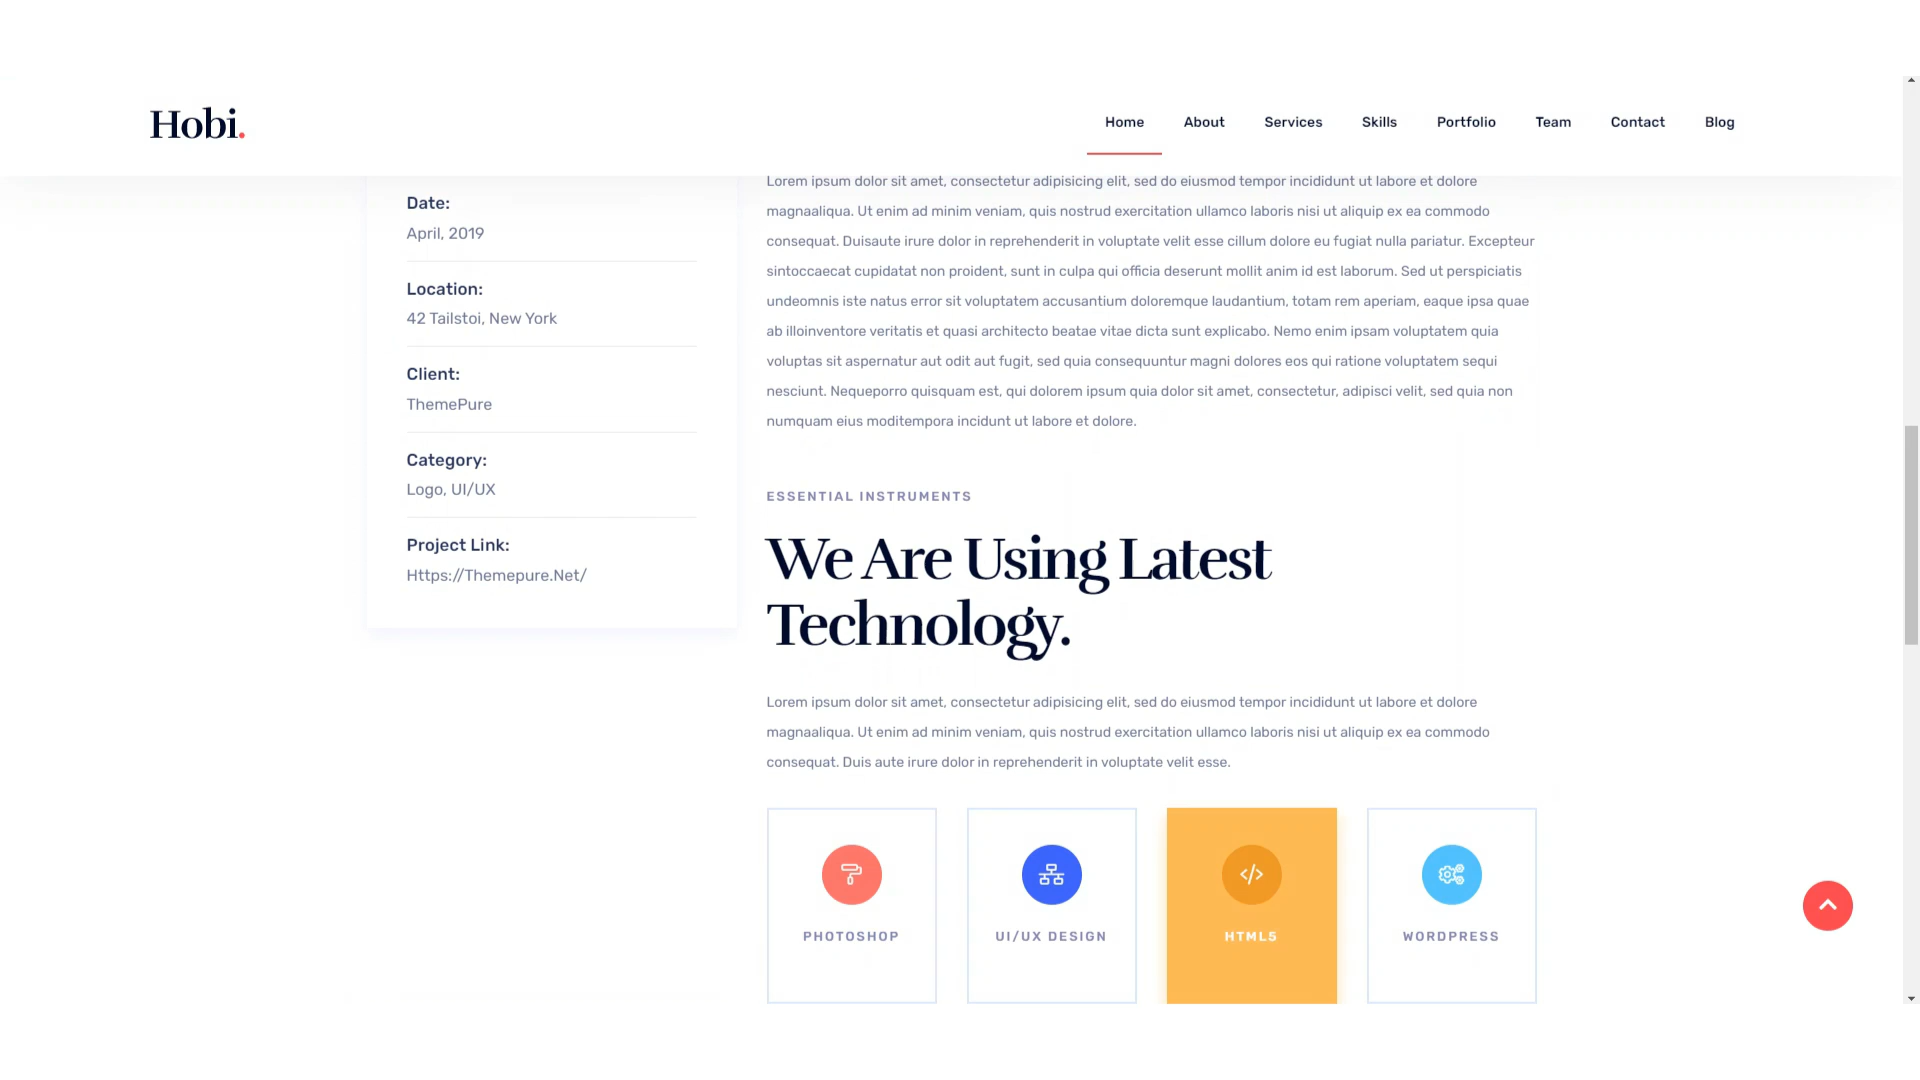 Hobi.
Home About Services Skills Portfolio Team Contact Blog
Date:
April, 2019
Location:
42 Tailstoi, New York
Client:
ThemePure
Category:
Logo, UI/UX
Project Link:
Https://Themepure.Net/
Lorem ipsum dolor sit amet, consectetur adipisicing elit, sed do eiusmod tempor incididunt ut labore et dolore
magnaaliqua. Ut enim ad minim veniam, quis nostrud exercitation ullamco laboris nisi ut aliquip ex ea commodo
consequat. Duisaute irure dolor in reprehenderit in voluptate velit esse cillum dolore eu fugiat nulla pariatur. Excepteur
sintoccaecat cupidatat non proident, sunt in culpa qui officia deserunt mollit anim id est laborum. Sed ut perspiciatis
undeomnis iste natus error sit voluptatem accusantium doloremque laudantium, totam rem aperiam, eaque ipsa quae
ab illoinventore veritatis et quasi architecto beatae vitae dicta sunt explicabo. Nemo enim ipsam voluptatem quia
voluptas sit aspernatur aut odit aut fugit, sed quia consequuntur magni dolores eos qui ratione voluptatem sequi
nesciunt. Nequeporro quisquam est, qui dolorem ipsum quia dolor sit amet, consectetur, adipisci velit, sed quia non
numquam eius moditempora incidunt ut labore et dolore.
ESSENTIAL INSTRUMENTS
We Are Using Latest
Technology.
Lorem ipsum dolor sit amet, consectetur adipisicing elit, sed do eiusmod tempor incididunt ut labore et dolore
magnaaliqua. Ut enim ad minim veniam, quis nostrud exercitation ullamco laboris nisi ut aliquip ex ea commodo
consequat. Duis aute irure dolor in reprehenderit in voluptate velit esse.
PHOTOSHOP
UI/UX DESIGN
HTML5
WORDPRESS